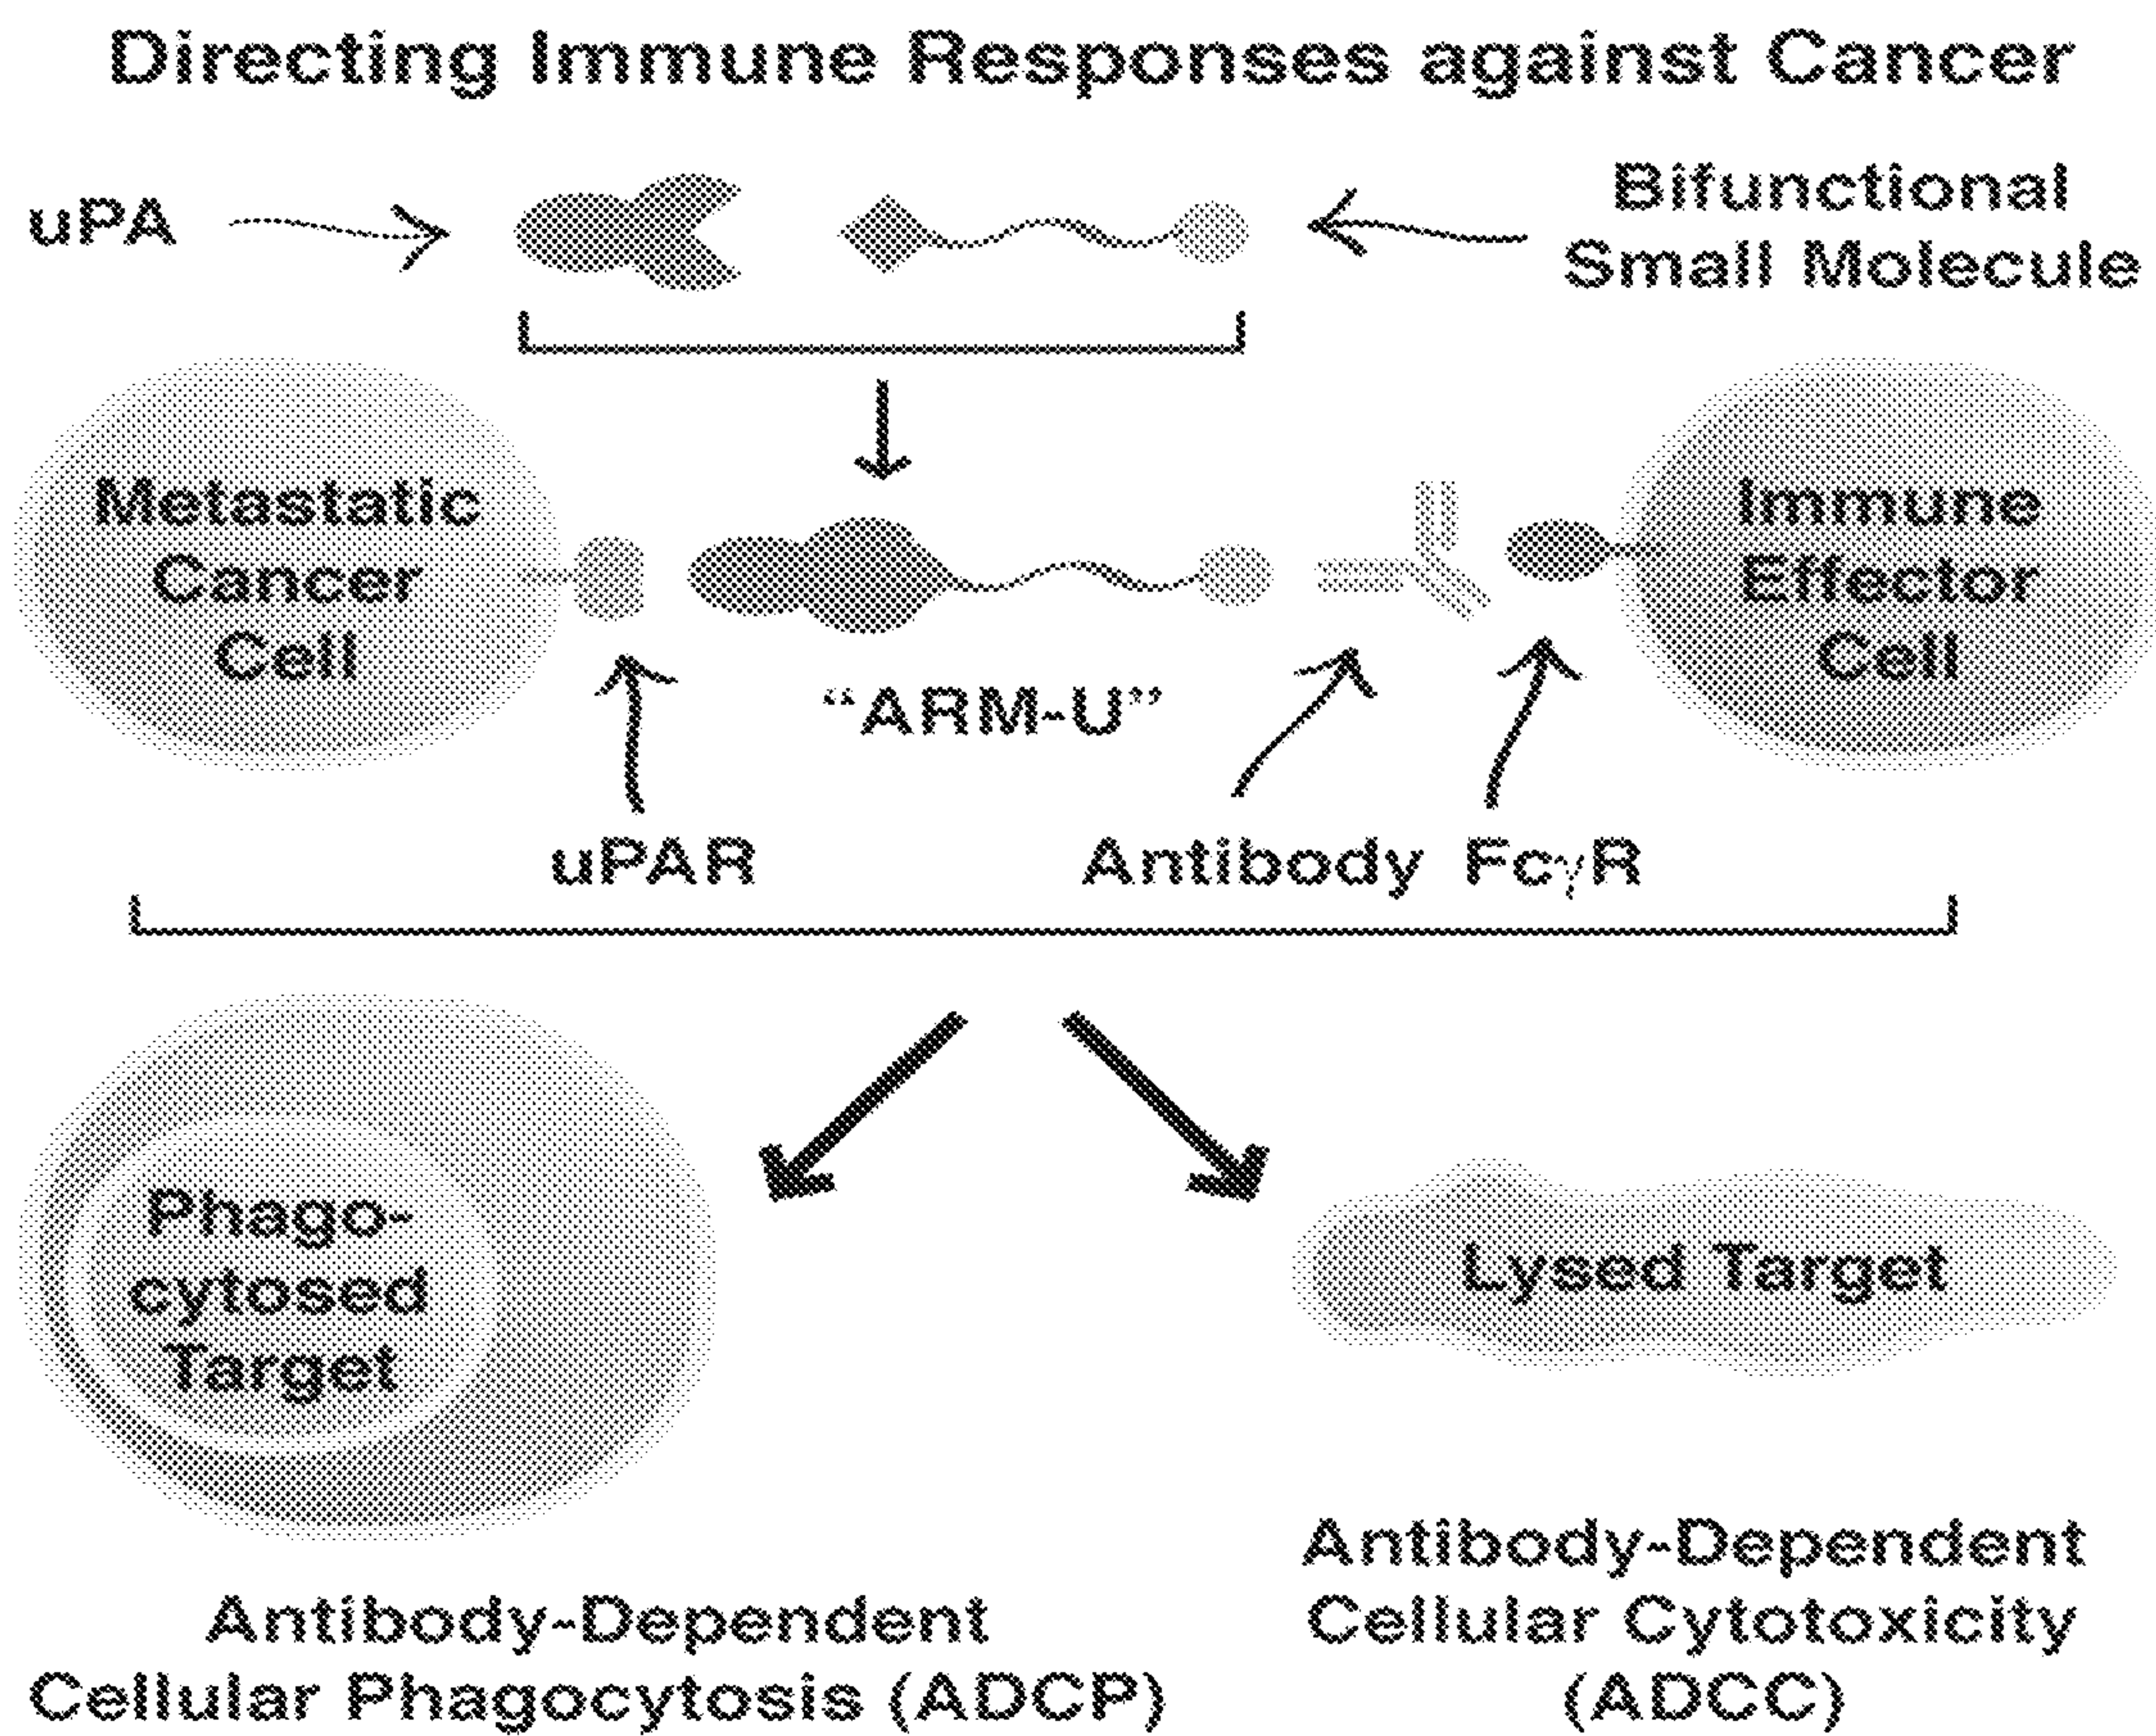 Directing Immune Responses against Cancer
uPA
Bifunctional
Small Molecule
Metastatic
Cancer
Cell
Immune
Effector
Cell
“ARM-U”
uPAR
Antibody
FcγR
Phago-
cytosed
Target
Lysed Target
Antibody-Dependent
Cellular Phagocytosis (ADCP)
Antibody-Dependent
Cellular Cytotoxicity
(ADCC)